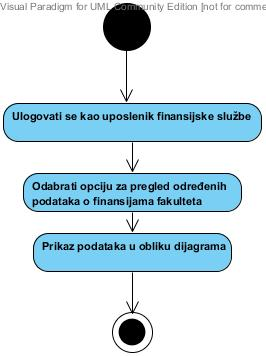 Visual Paradigm for UML Community Edition [not for comme
Ulogovati se kao uposlenik finansijske službe
Odabrati opciju za pregled određenih
podataka o finansijama fakulteta
Prikaz podataka u obliku dijagrama